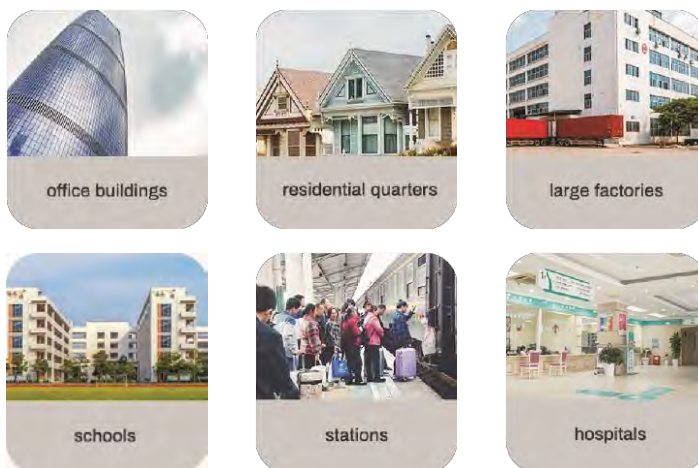 office buildings
residential quarters
large factories
schools
stations
hospitals